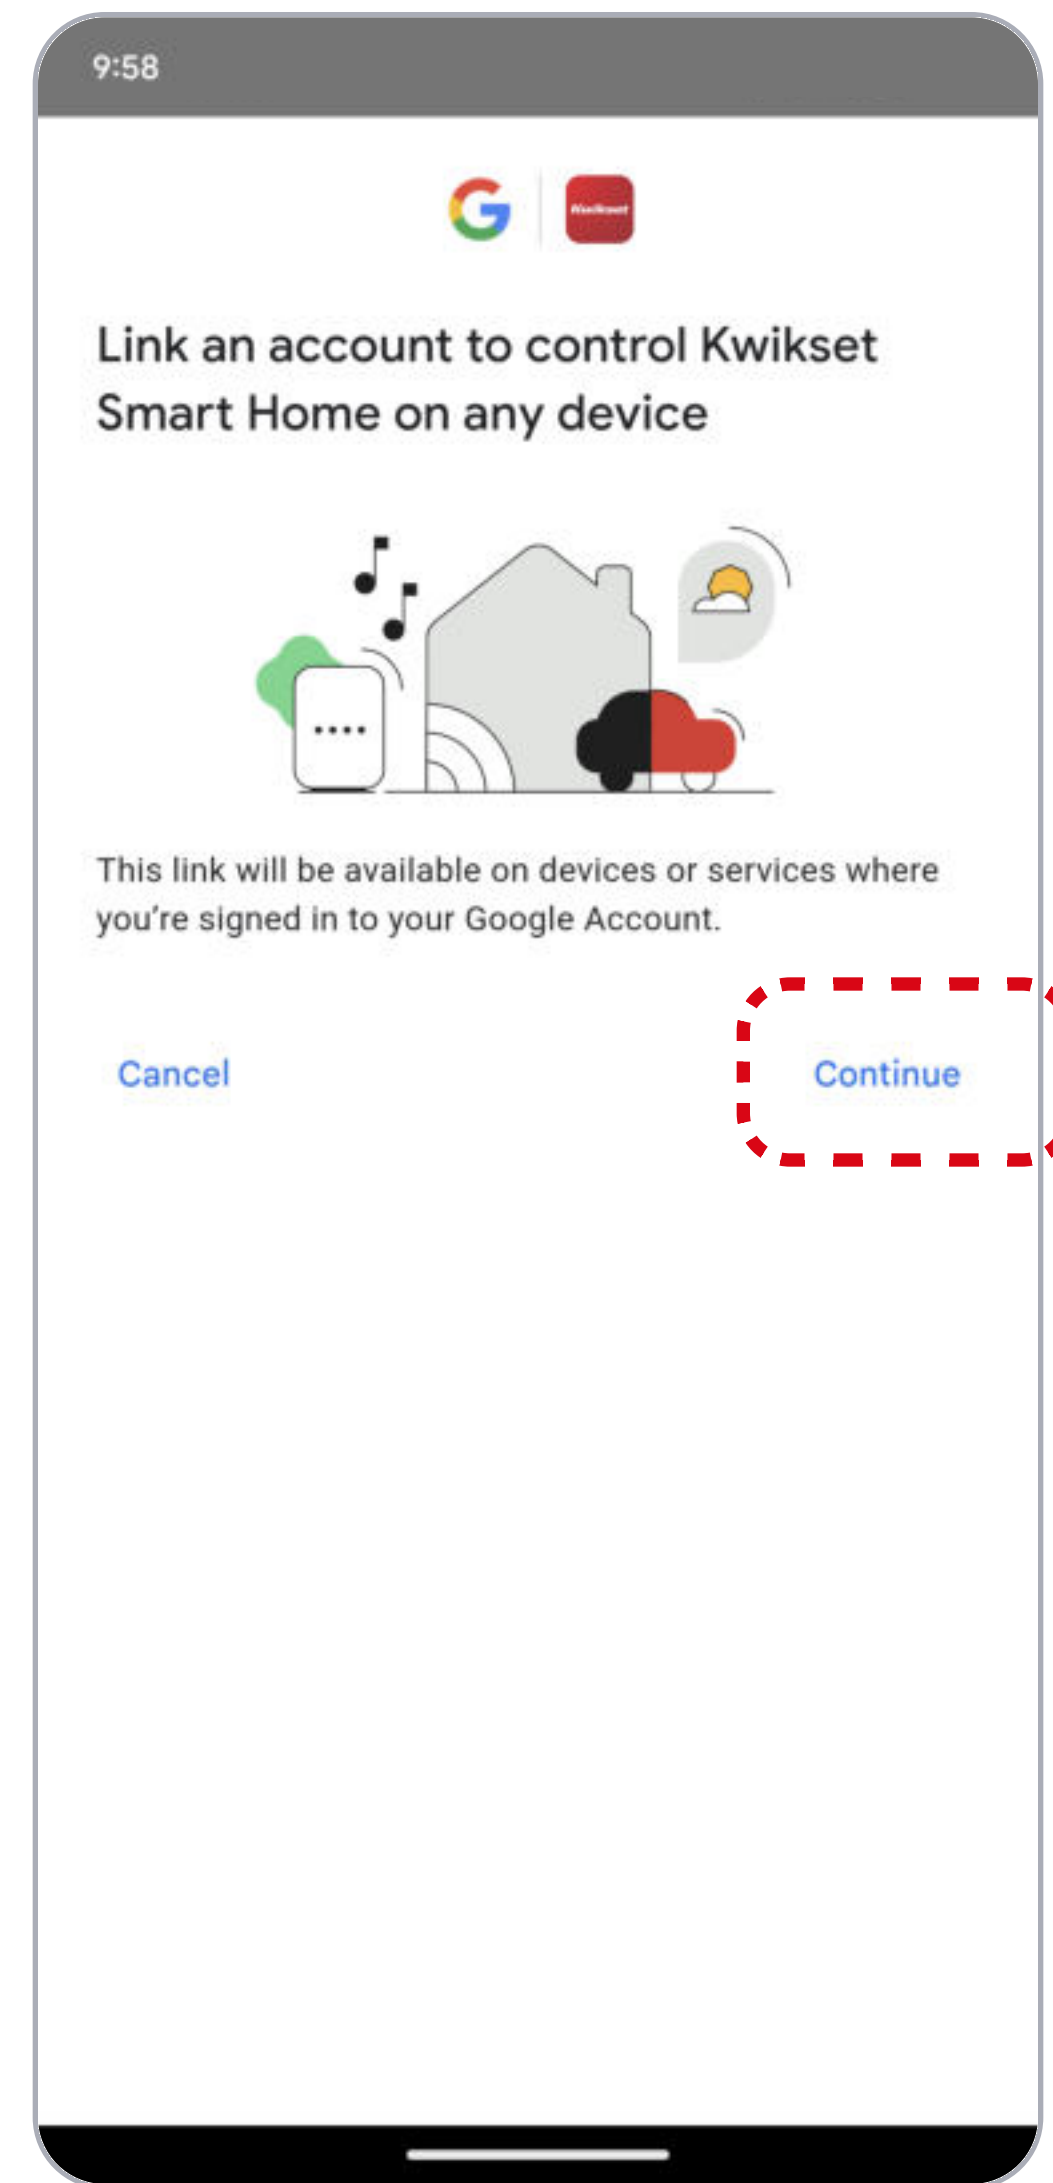 9:58
Kwikset
Link an account to control Kwikset
Smart Home on any device
This link will be available on devices or services where
you're signed in to your Google Account.
Cancel
Continue